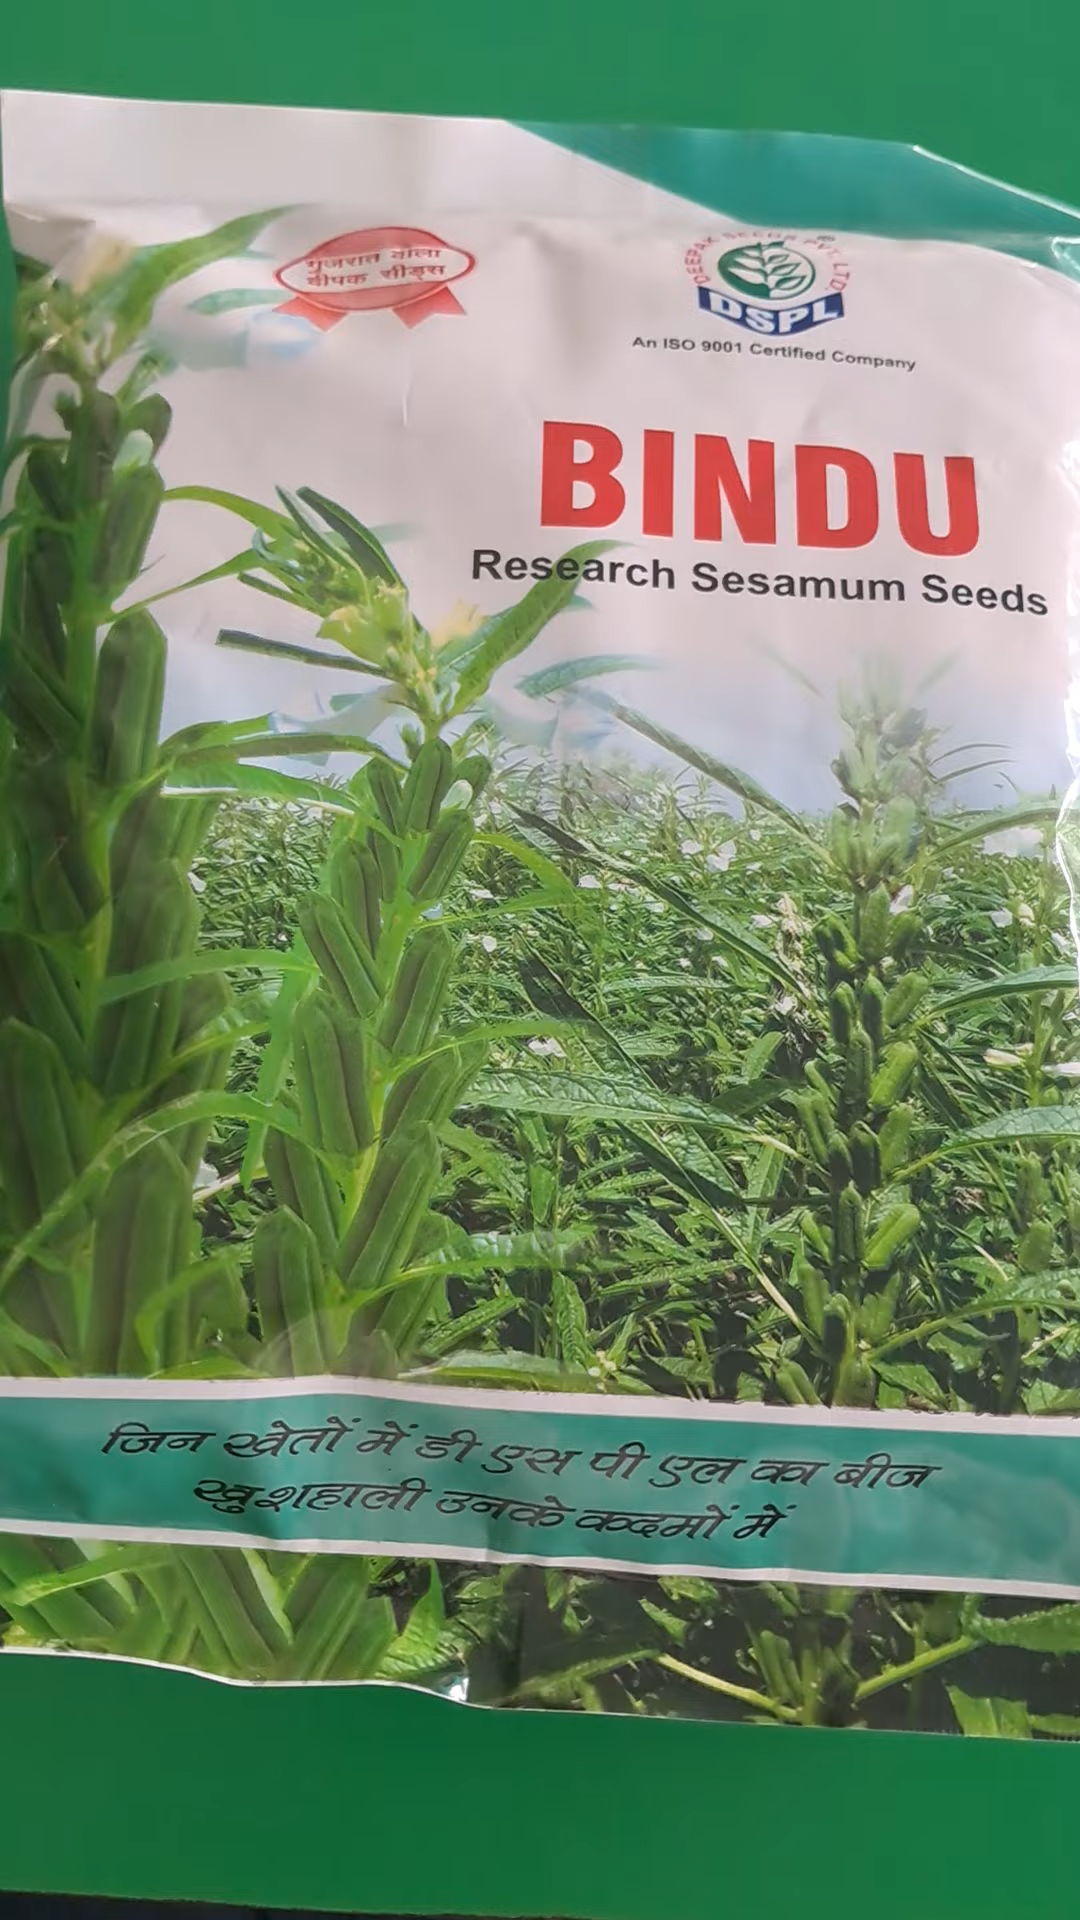 गुजरात वाला
दीपक सीड्स
DEEPAK SEEDS PVT. LTD.
DSPL
An ISO 9001 Certified Company
BINDU
Research Sesamum Seeds
जिन खेतों में डी एस पी एल का बीज
खुशहाली उनके कदमों में